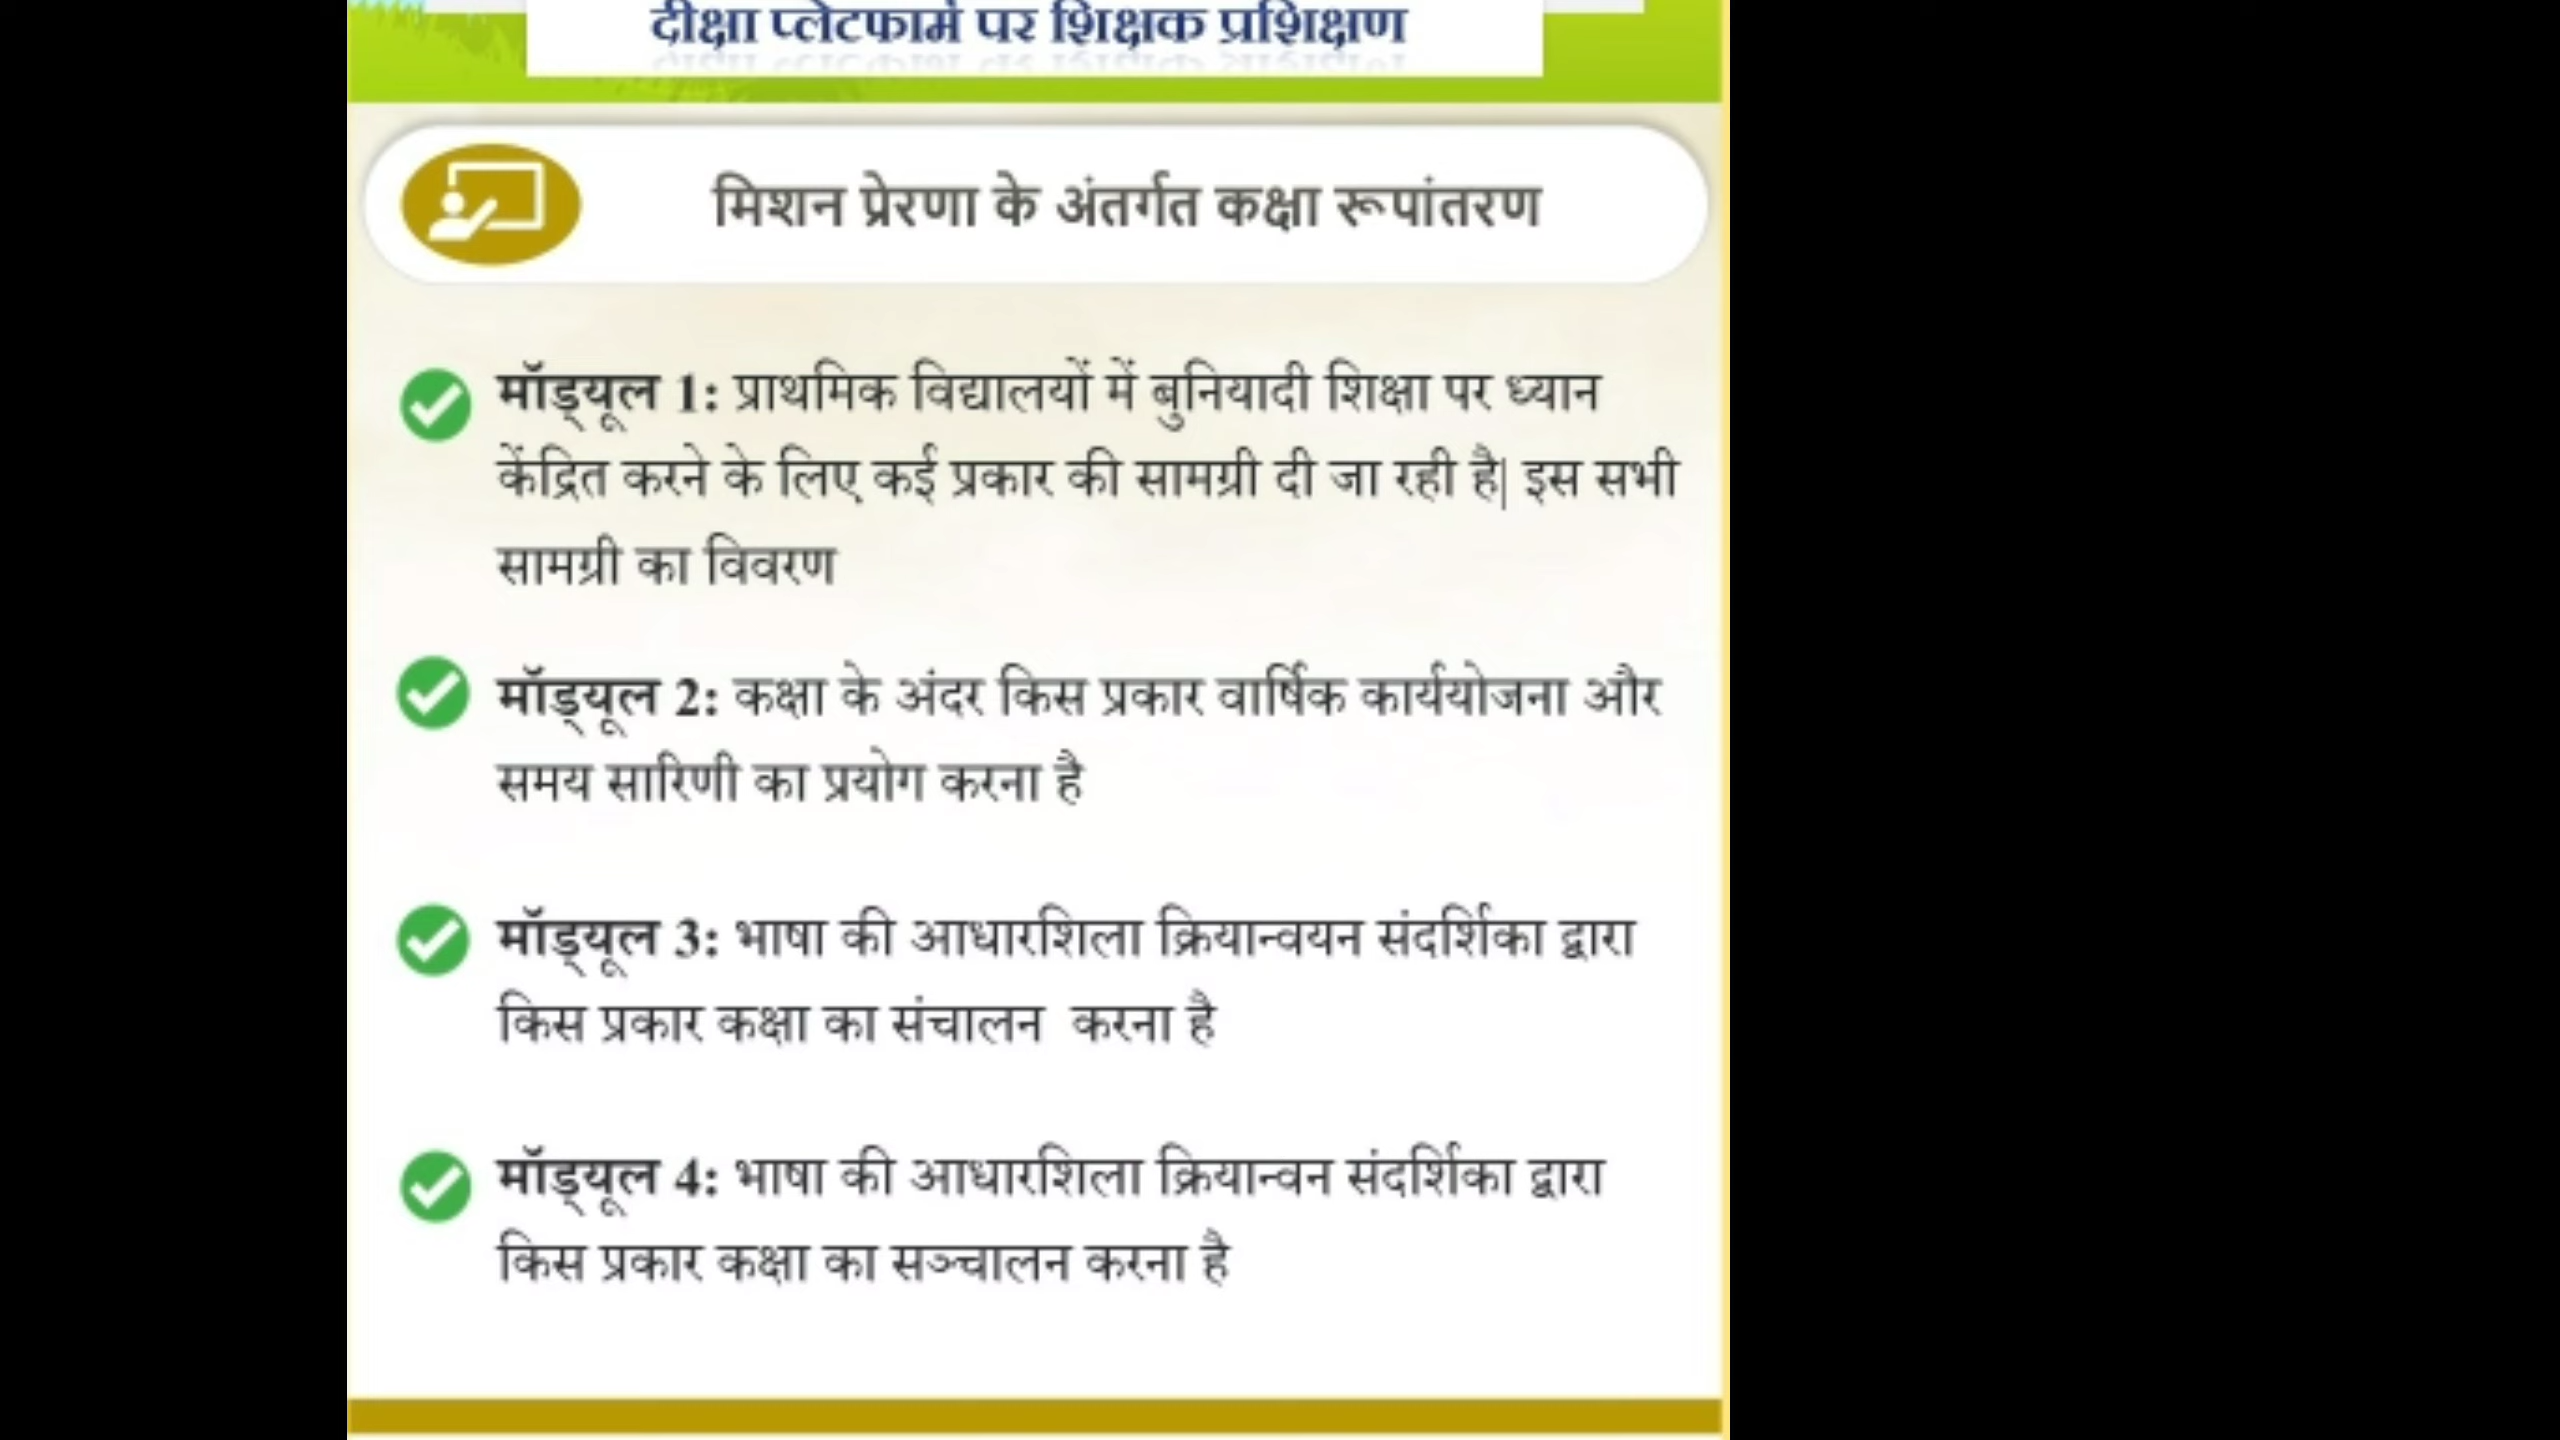 दीक्षा प्लेटफार्म पर शिक्षक प्रशिक्षण
मिशन प्रेरणा के अंतर्गत कक्षा रूपांतरण
मॉड्यूल 1: प्राथमिक विद्यालयों में बुनियादी शिक्षा पर ध्यान
केंद्रित करने के लिए कई प्रकार की सामग्री दी जा रही है| इस सभी
सामग्री का विवरण
मॉड्यूल 2: कक्षा के अंदर किस प्रकार वार्षिक कार्ययोजना और
समय सारिणी का प्रयोग करना है
मॉड्यूल 3: भाषा की आधारशिला क्रियान्वयन संदर्शिका द्वारा
किस प्रकार कक्षा का संचालन करना है
मॉड्यूल 4: भाषा की आधारशिला क्रियान्वन संदर्शिका द्वारा
किस प्रकार कक्षा का सञ्चालन करना है